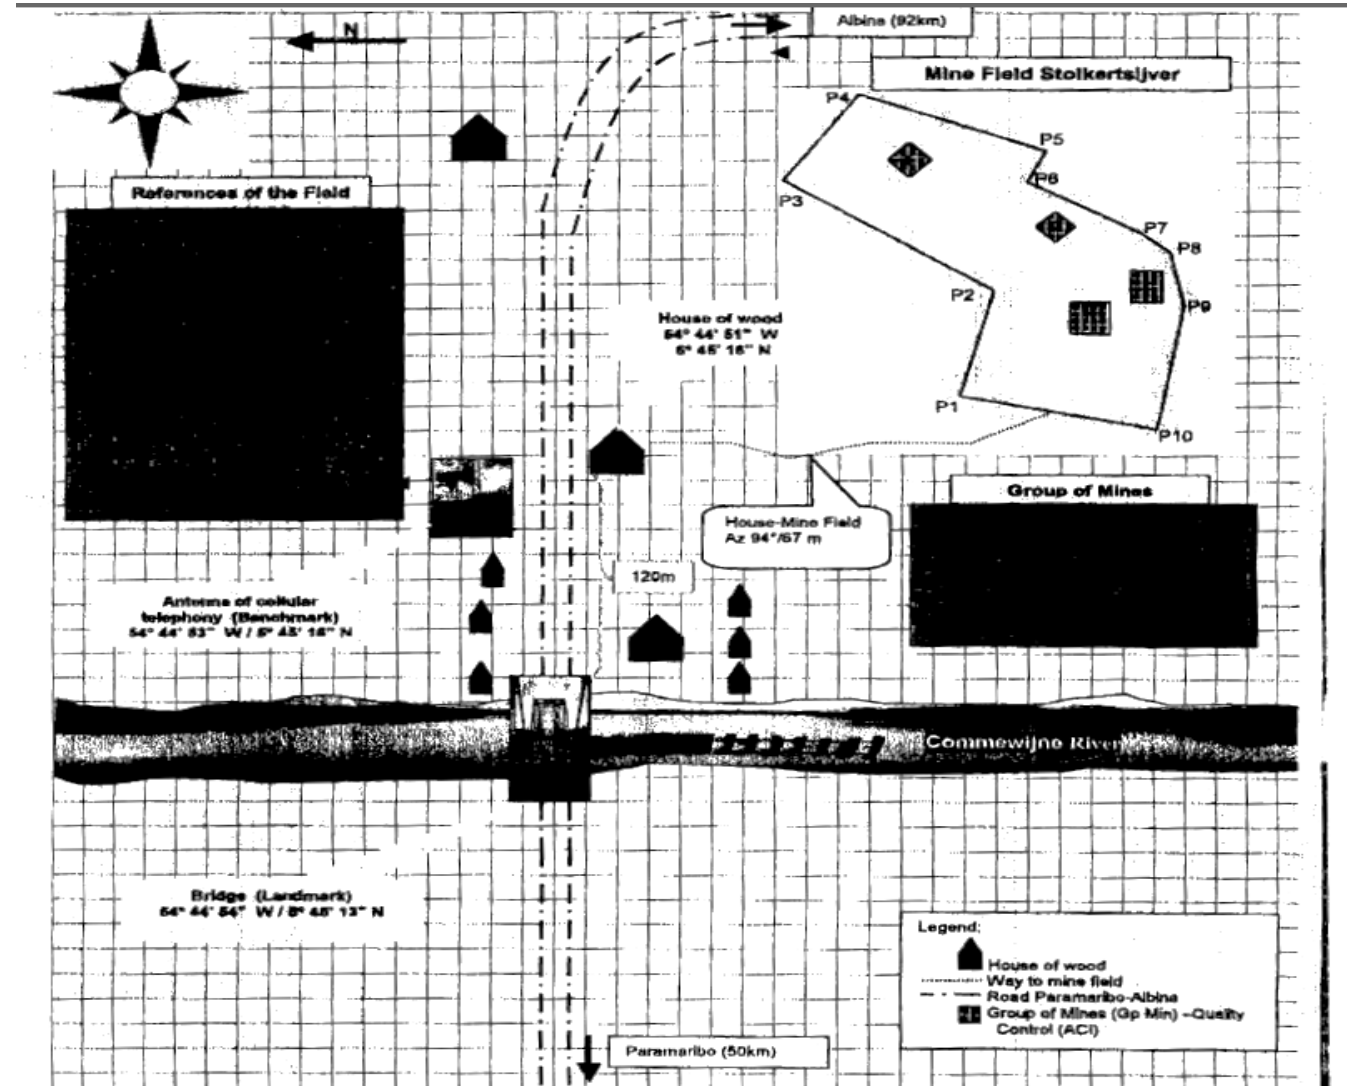 N
Albina (92km)
Mine Field Stolkertsijver
P4
P5
P6
P3
P7
P8
P2
P9
P1
P10
References of the Field
House of wood
54° 44' 51" W
5° 45' 16" N
House-Mine Field
Az 94°/67 m
Group of Mines
120m
Antenna of cellular
telephony (Benchmark)
54° 44' 53" W / 5° 45' 16" N
Commewijne River
Bridge (Landmark)
54° 44' 54" W / 5° 45' 13" N
Legend:
House of wood
Way to mine field
Road Paramaribo-Albina
Group of Mines (Gp Min) -Quality
Control (ACI)
Paramaribo (50km)